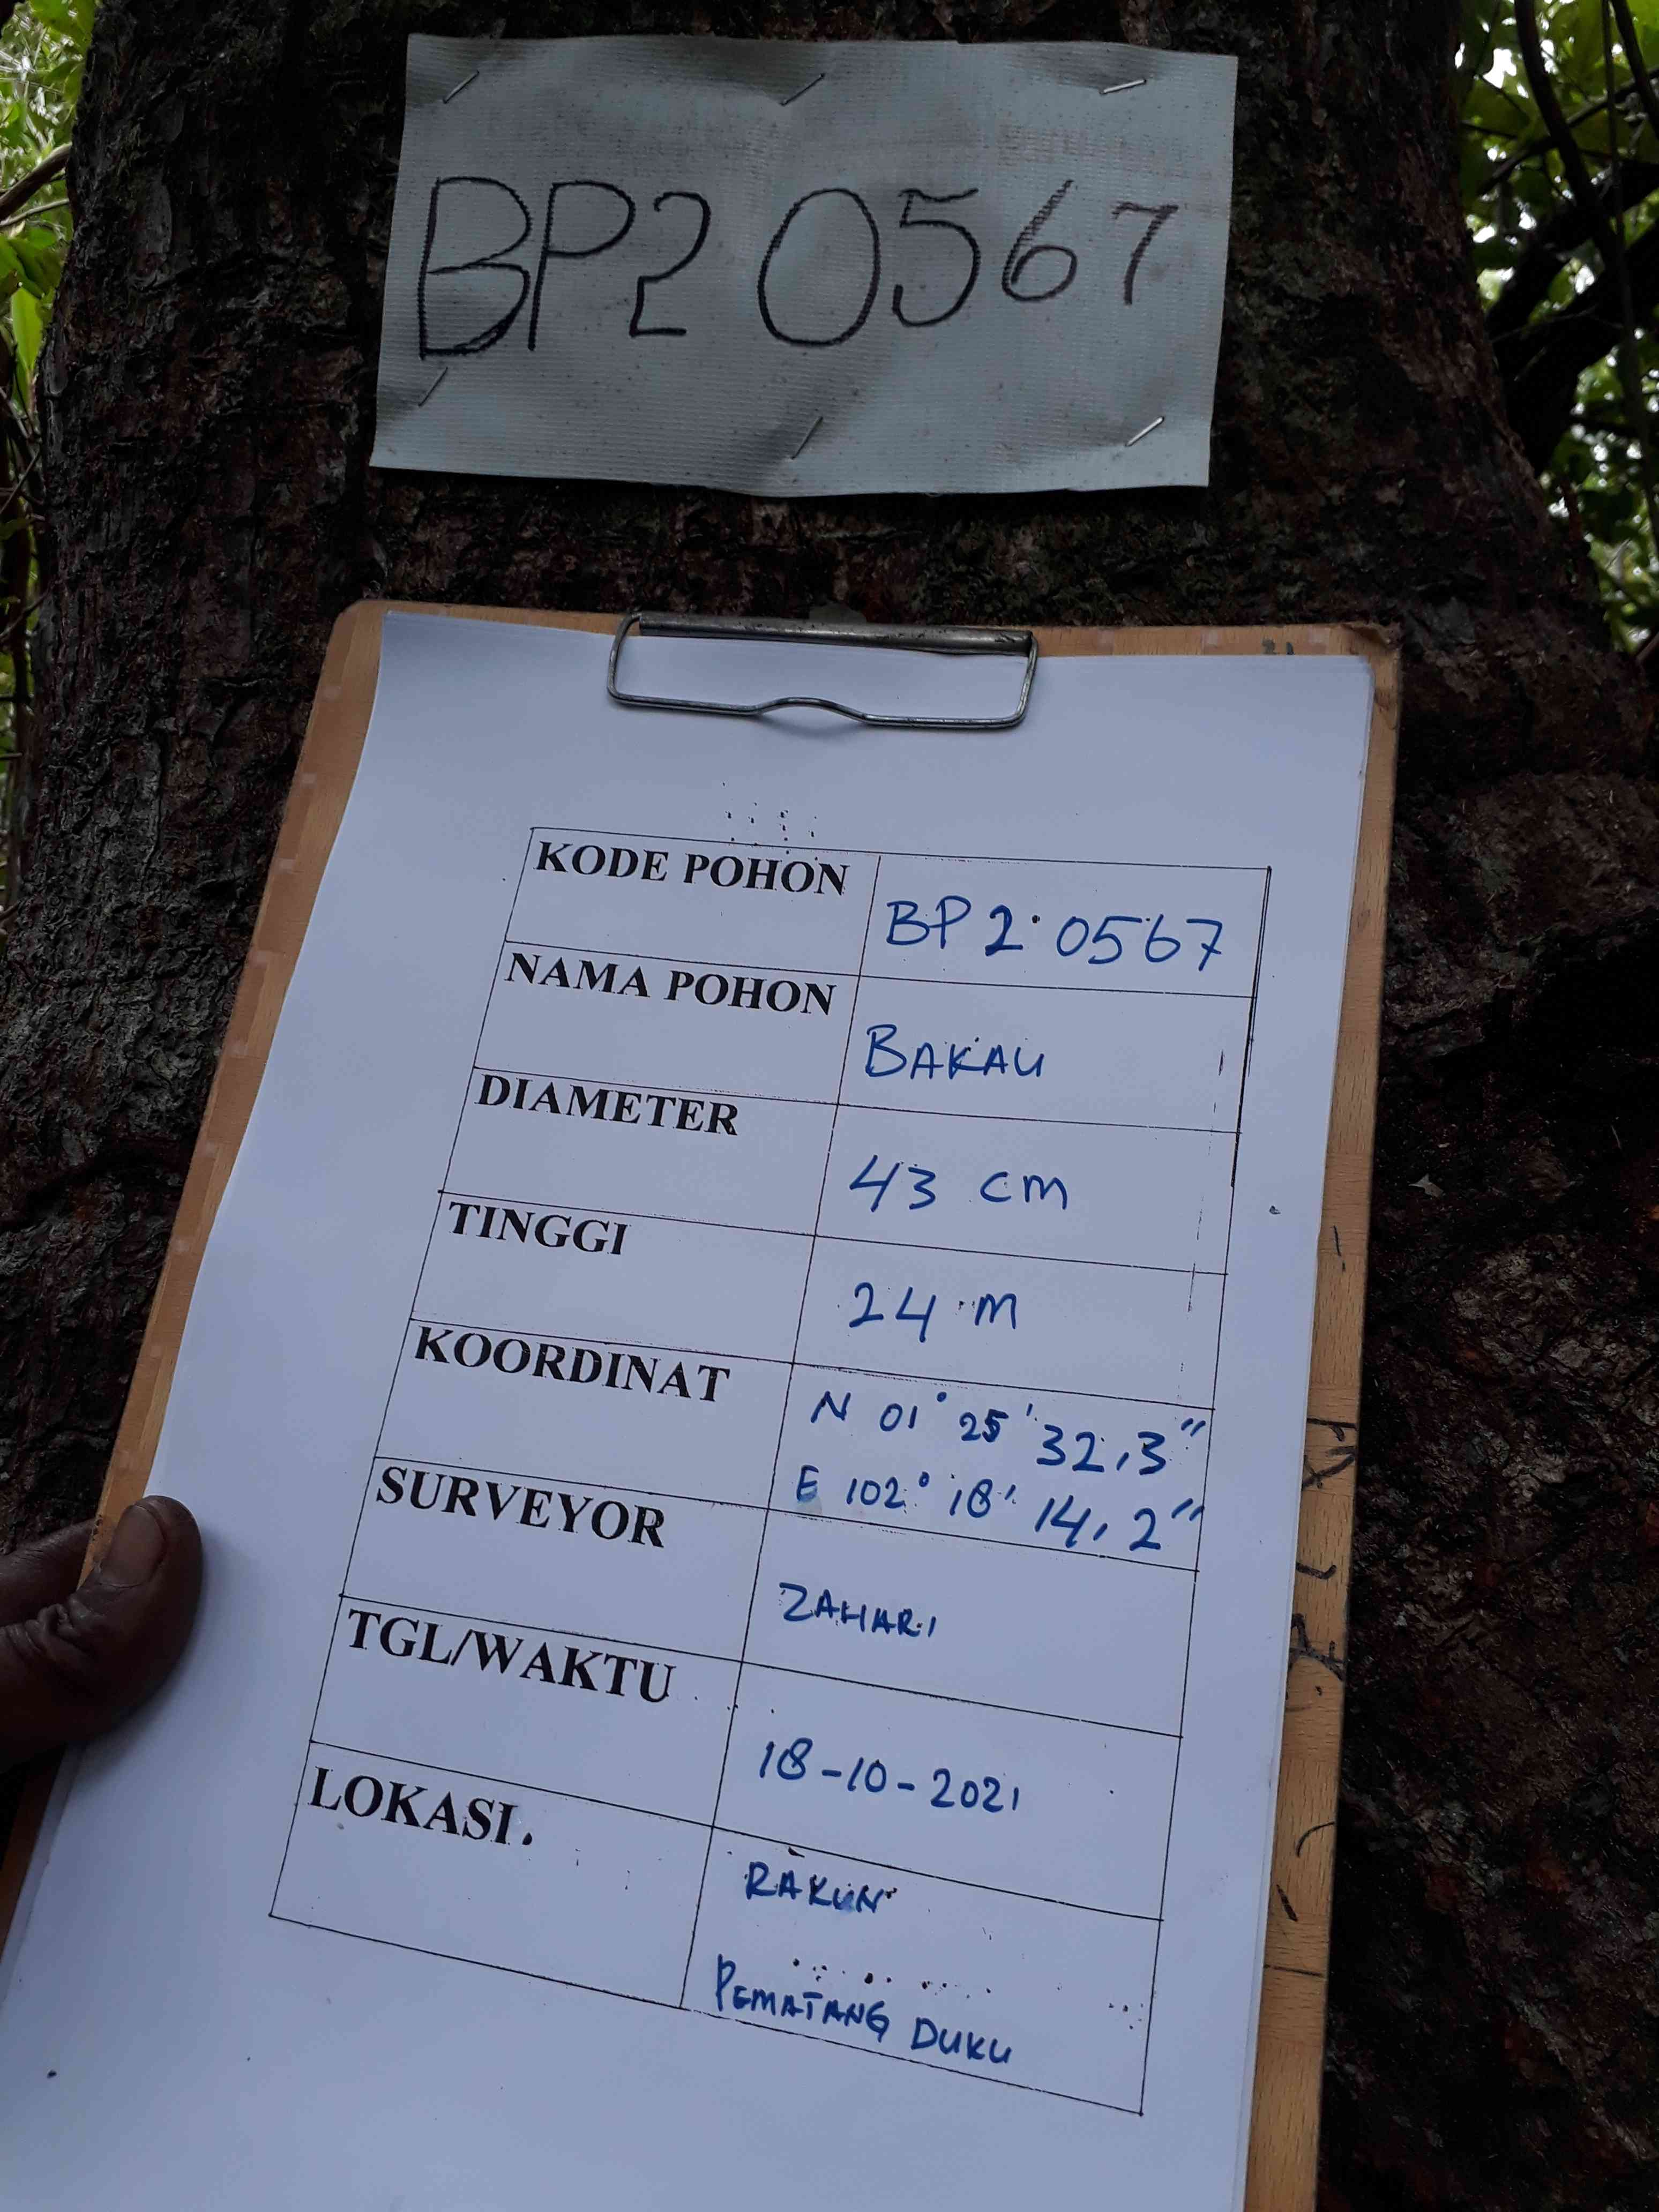 BP2 0567
KODE POHON
BP 2 0567
NAMA POHON
BAKAU
DIAMETER
43 cm
TINGGI
24 m
KOORDINAT
N 01° 25' 32,3"
E 102° 18' 14,2"
SURVEYOR
ZAHARI
TGL/WAKTU
18-10-2021
LOKASI.
RAKUN
PEMATANG DUKU